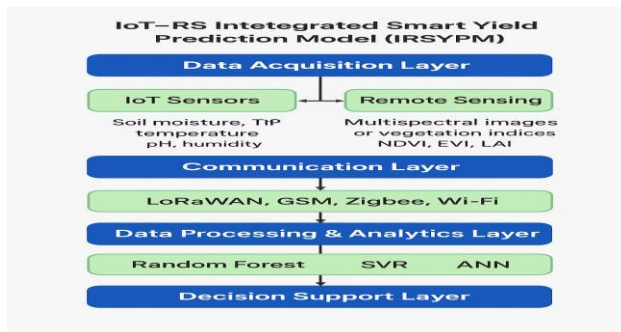 IoT–RS Intetegrated Smart Yield
Prediction Model (IRSYPM)
Data Acquisition Layer
IoT Sensors
Remote Sensing
Soil moisture, TtP
temperature
pH, humidity
Multispectral images
or vegetation indices
NDVI, EVI, LAI
Communication Layer
LoRaWAN, GSM, Zigbee, Wi-Fi
Data Processing & Analytics Layer
Random Forest SVR ANN
Decision Support Layer